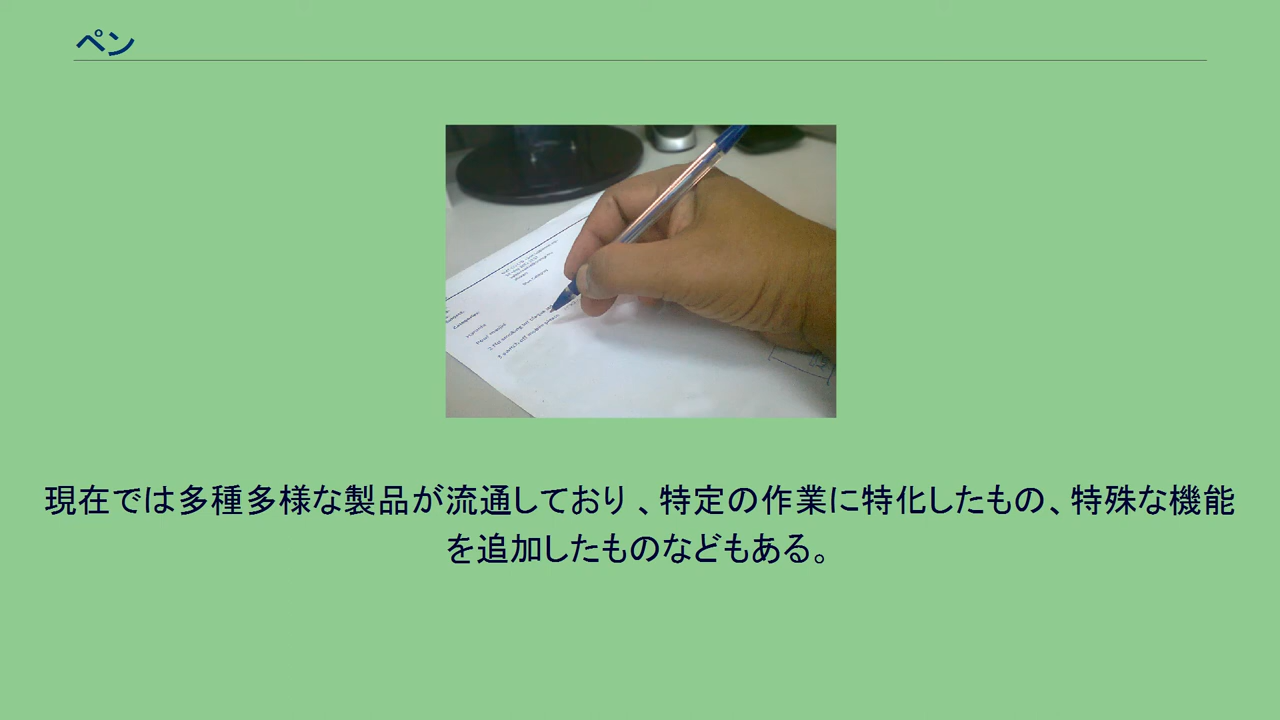 ペン
現在では多種多様な製品が流通しており、特定の作業に特化したもの、特殊な機能
を追加したものなどもある。